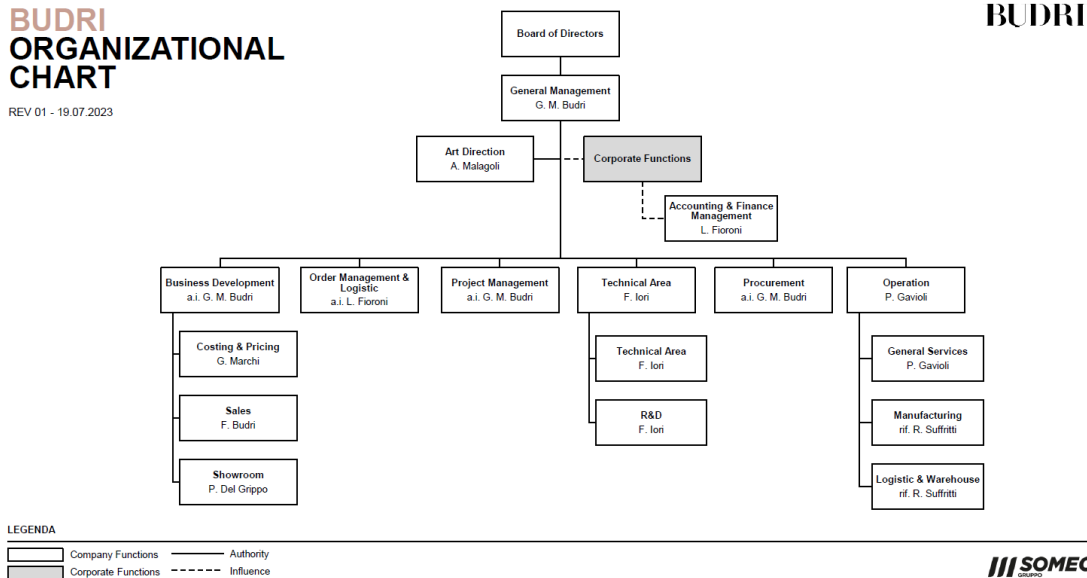 BUDRI
ORGANIZATIONAL
CHART
REV 01 - 19.07.2023
BUDRI
Board of Directors
General Management
G. M. Budri
Art Direction
A. Malagoli
Corporate Functions
Accounting & Finance
Management
L. Fioroni
Business Development
a.i. G. M. Budri
Order Management &
Logistic
a.i. L. Fioroni
Project Management
a.i. G. M. Budri
Technical Area
F. Iori
Procurement
a.i. G. M. Budri
Operation
P. Gavioli
Costing & Pricing
G. Marchi
Sales
F. Budri
Showroom
P. Del Grippo
Technical Area
F. Iori
R&D
F. Iori
General Services
P. Gavioli
Manufacturing
rif. R. Suffritti
Logistic & Warehouse
rif. R. Suffritti
LEGENDA
Company Functions
Authority
Corporate Functions
Influence
SOMEC
GRUPPO